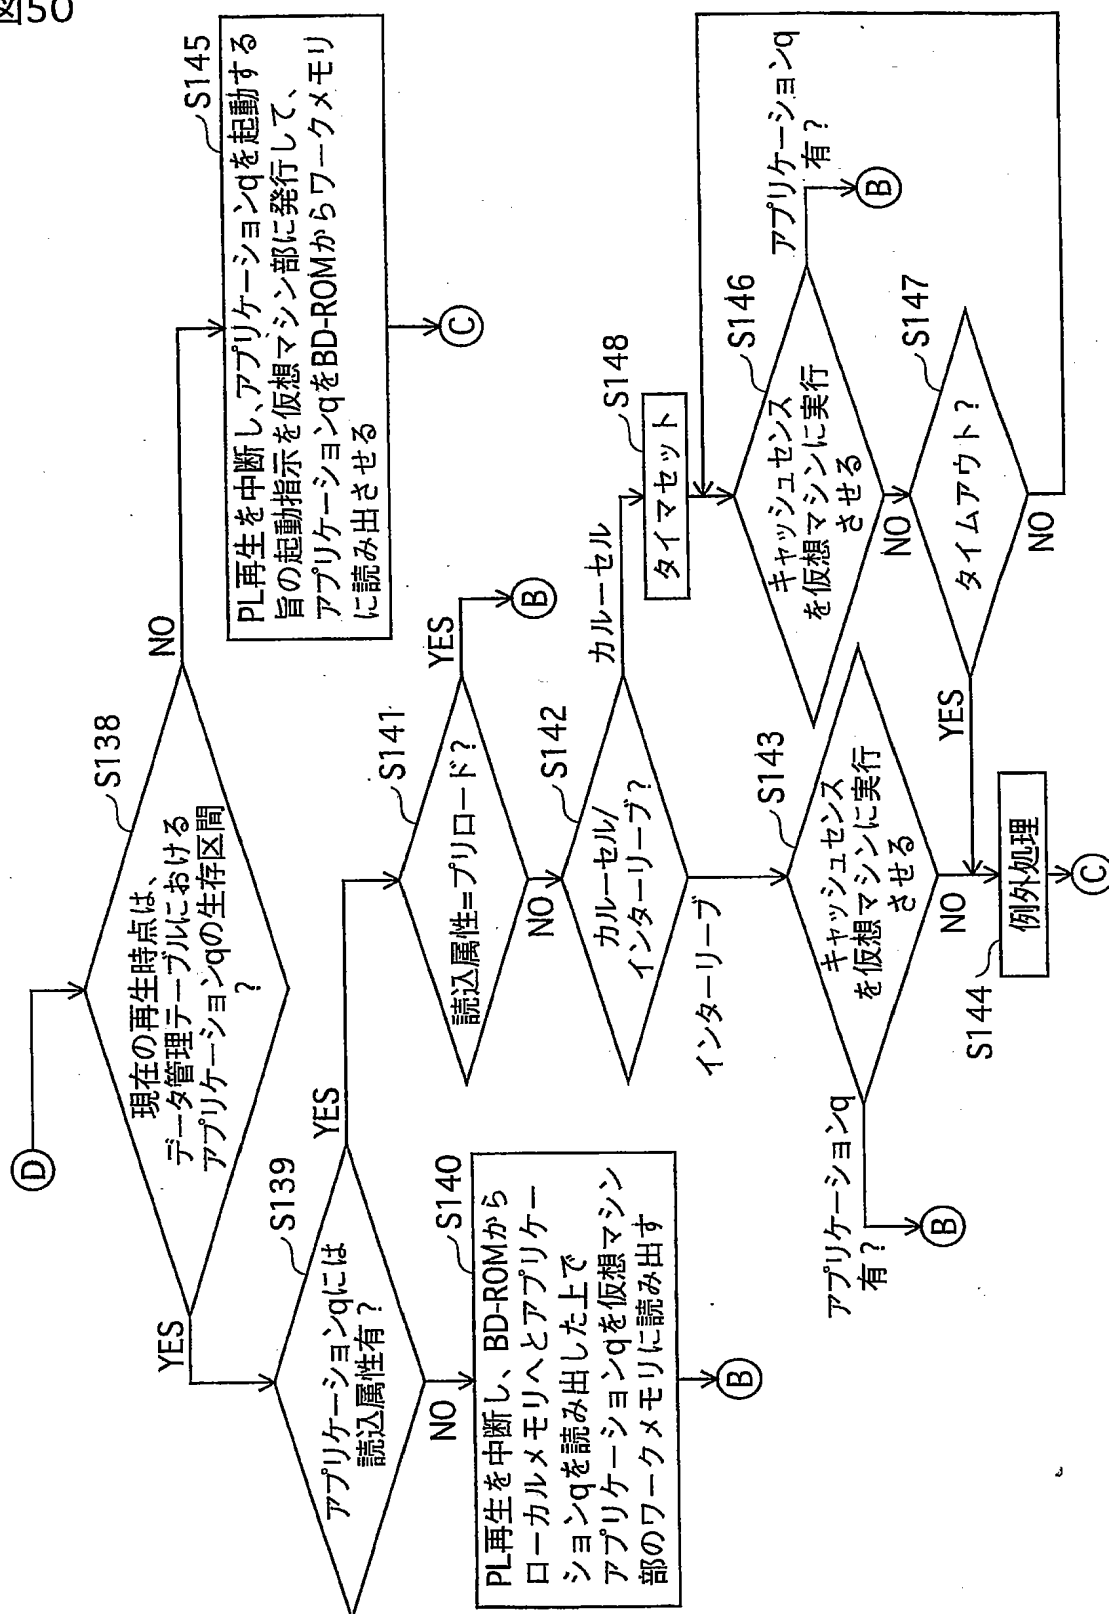 図50
D
S138
現在の再生時点は、
データ管理テーブルにおける
アプリケーションqの生存区間
?
YES
NO
S145
PL再生を中断し、アプリケーションqを起動する
旨の起動指示を仮想マシン部に発行して、
アプリケーションqをBD-ROMからワークメモリ
に読み出させる
C
S139
アプリケーションqには
読込属性有?
YES
NO
S140
PL再生を中断し、BD-ROMから
ローカルメモリへとアプリケー
ションqを読み出した上で
アプリケーションqを仮想マシン
部のワークメモリに読み出す
B
S141
読込属性=プリロード?
YES
B
NO
S142
カルーセル/
インターリーブ?
カルーセル
インターリーブ
S148
タイマセット
S143
キャッシュセンス
を仮想マシンに実行
させる
アプリケーションq
有?
B
NO
S146
キャッシュセンス
を仮想マシンに実行
させる
アプリケーションq
有?
B
NO
S147
タイムアウト?
YES
NO
S144
例外処理
C